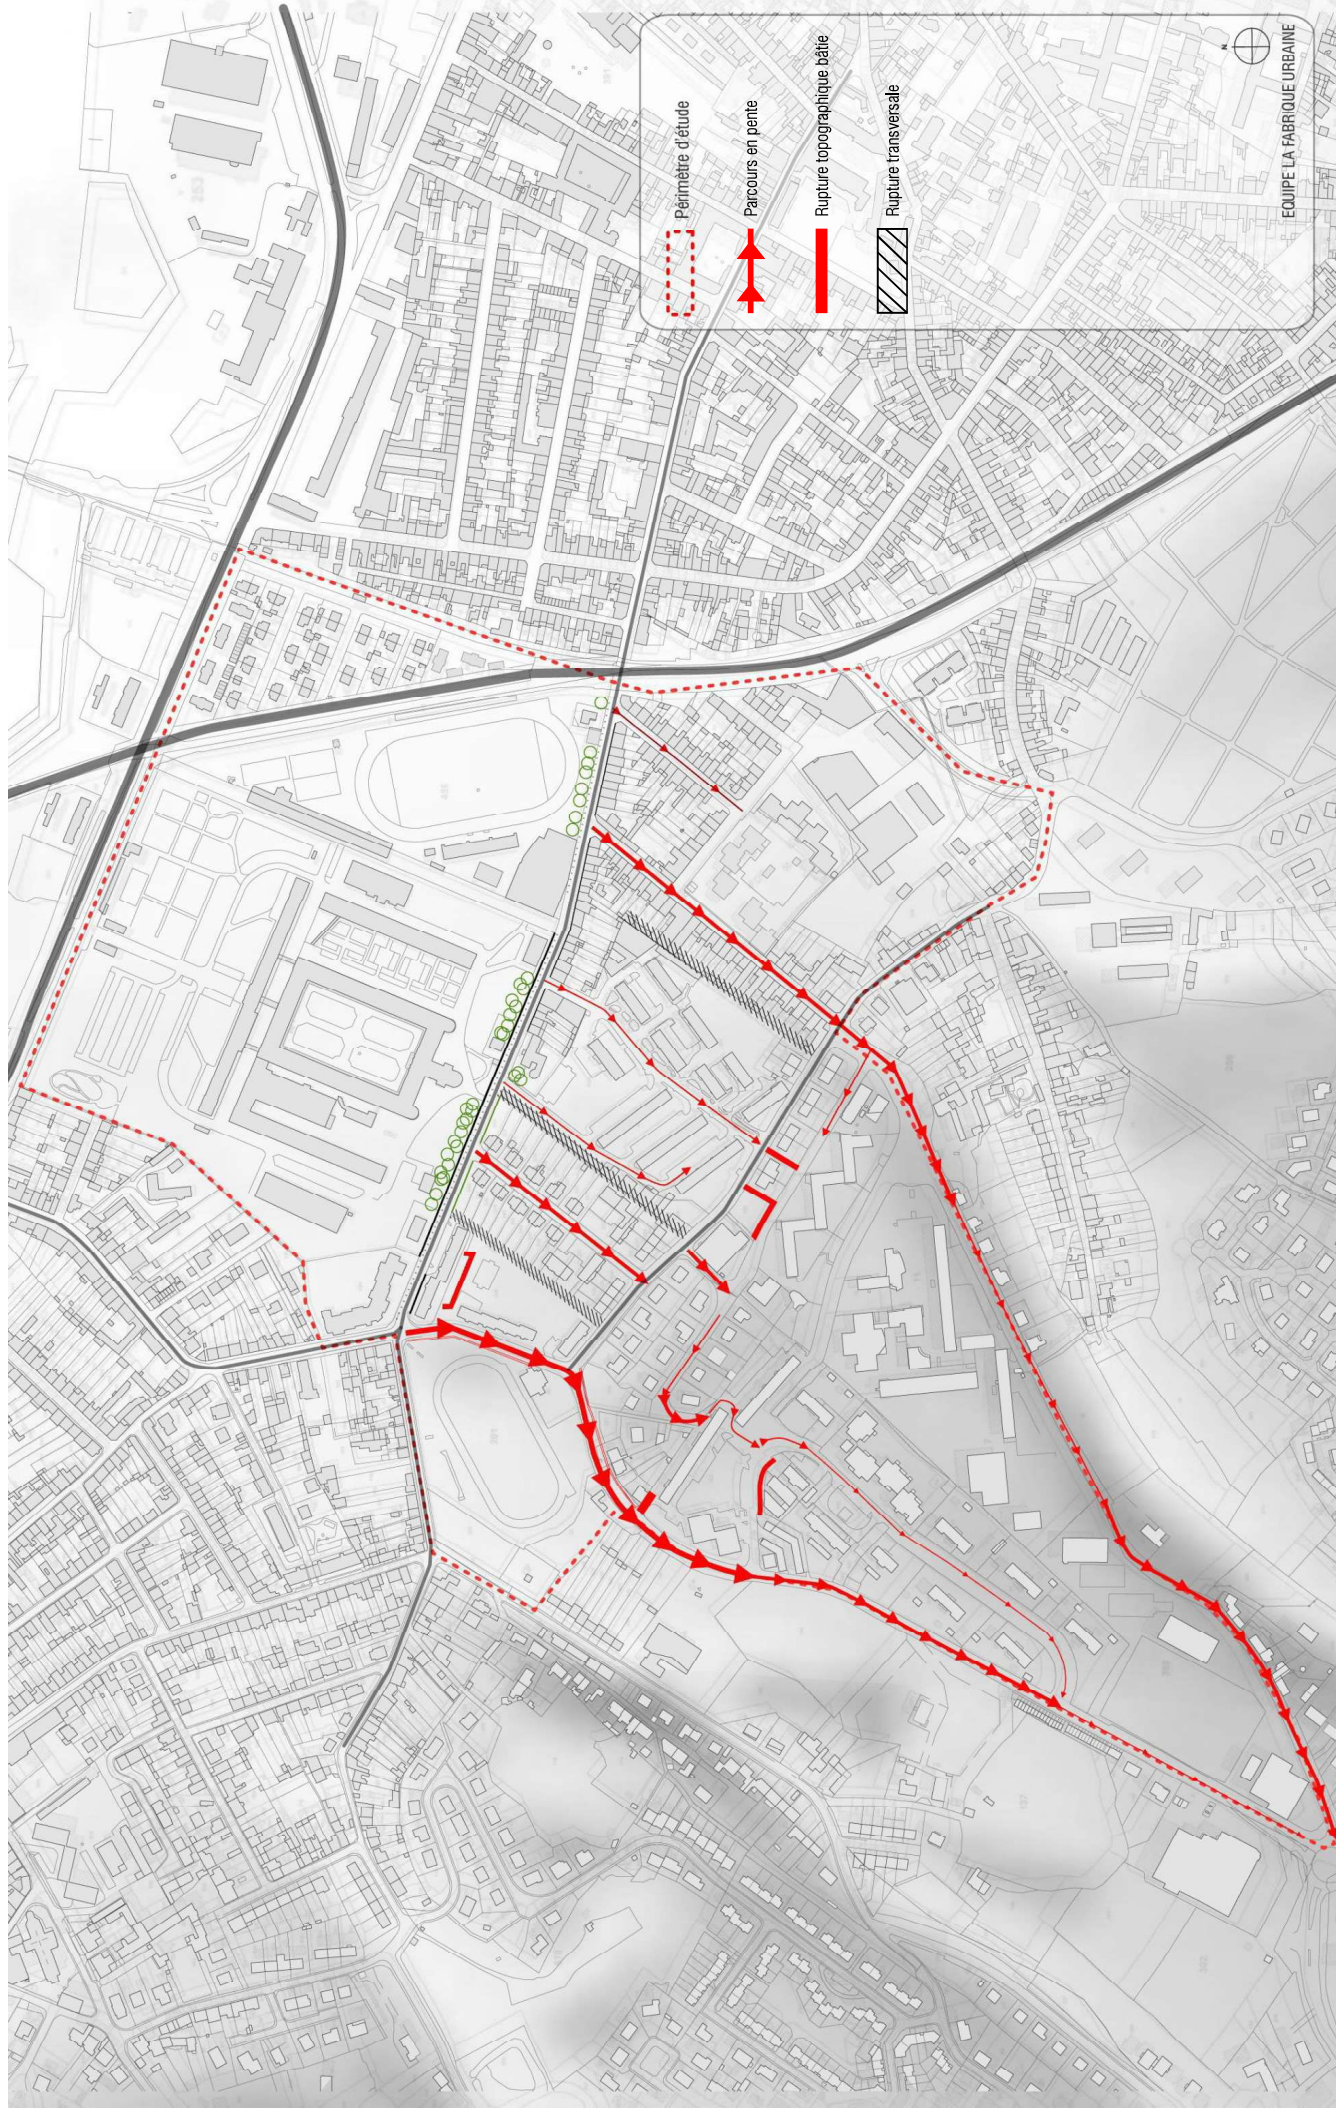 Périmètre d'étude
Parcours en pente
Rupture topographique bâtie
Rupture transversale
N
EQUIPE LA FABRIQUE URBAINE